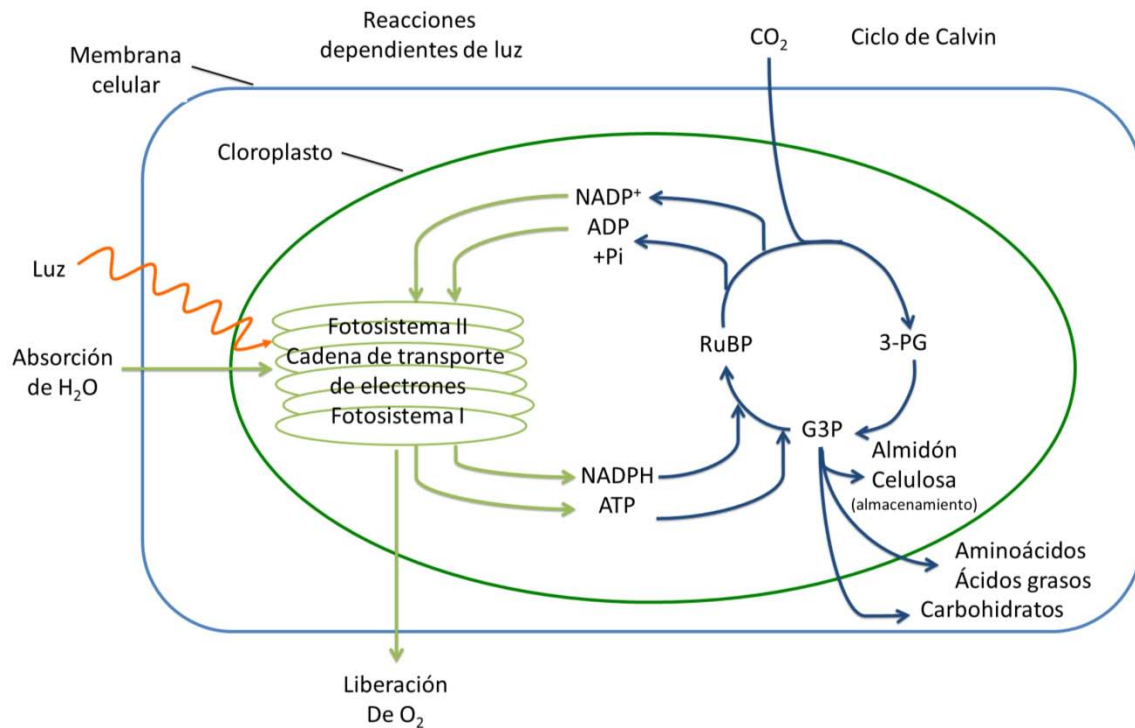 Reacciones
dependientes de luz
CO₂
Ciclo de Calvin
Membrana
celular
Cloroplasto
NADP⁺
ADP
+Pi
Luz
Fotosistema II
Cadena de transporte
de electrones
Fotosistema I
Absorción
de H₂O
RuBP
3-PG
G3P
Almidón
Celulosa
(almacenamiento)
NADPH
ATP
Aminoácidos
Ácidos grasos
Carbohidratos
Liberación
De O₂